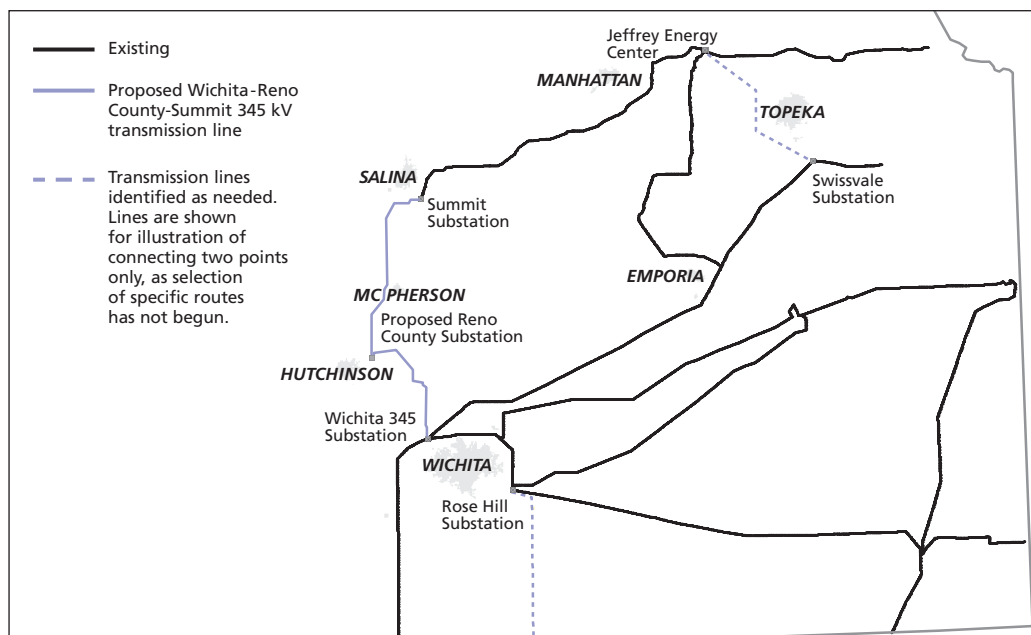 Existing
Proposed Wichita-Reno
County-Summit 345 kV
transmission line
Transmission lines
identified as needed.
Lines are shown
for illustration of
connecting two points
only, as selection
of specific routes
has not begun.
Jeffrey Energy
Center
MANHATTAN
TOPEKA
SALINA
Swissvale
Substation
Summit
Substation
EMPORIA
MC PHERSON
Proposed Reno
County Substation
HUTCHINSON
Wichita 345
Substation
WICHITA
Rose Hill
Substation